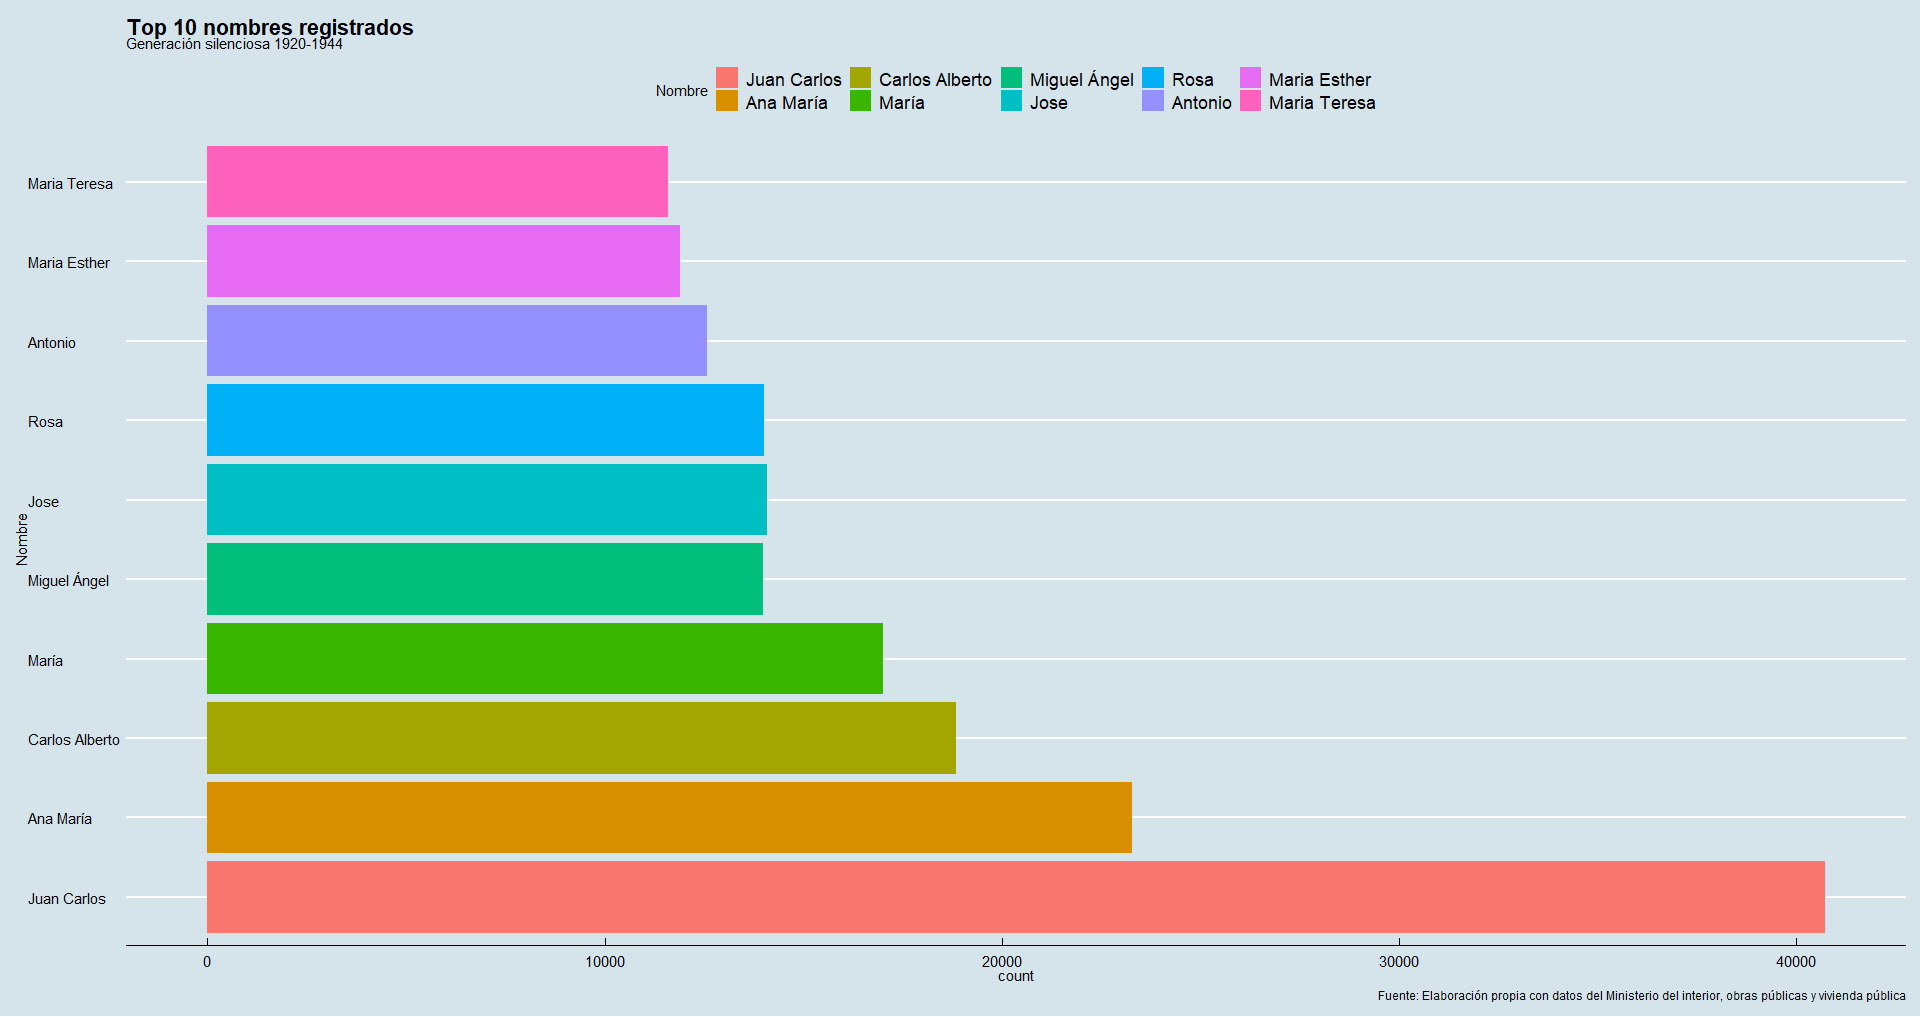 Top 10 nombres registrados
Generación silenciosa 1920-1944
Nombre
Juan Carlos
Carlos Alberto
Miguel Ángel
Rosa
Maria Esther
Ana María
María
Jose
Antonio
Maria Teresa
Maria Teresa
Maria Esther
Antonio
Rosa
Jose
Nombre
Miguel Ángel
María
Carlos Alberto
Ana María
Juan Carlos
0 10000 20000 30000 40000
count
Fuente: Elaboración propia con datos del Ministerio del interior, obras públicas y vivienda pública